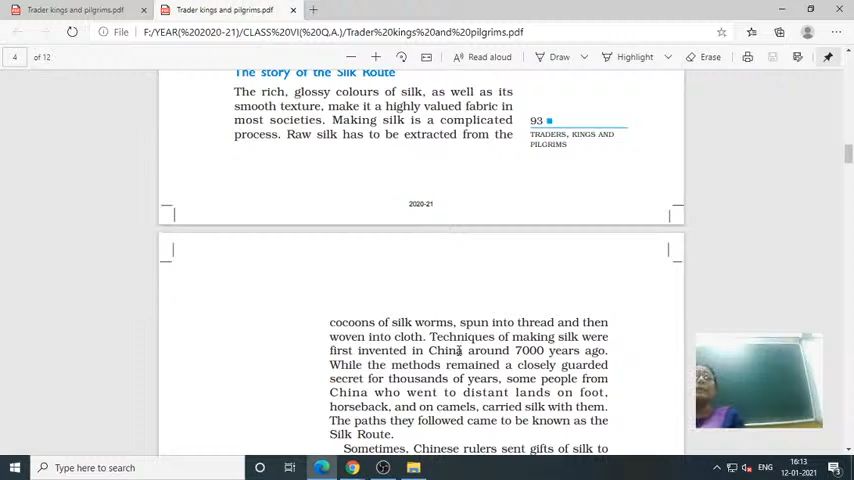 Trader kings and pilgrims.pdf
Trader kings and pilgrims.pdf
File
F:/YEAR(%202020-21)/CLASS%20VI(%20Q.A.)/Trader%20kings%20and%20pilgrims.pdf
4 of 12
Read aloud
Draw
Highlight
Erase
The story of the Silk Route
The rich, glossy colours of silk, as well as its
smooth texture, make it a highly valued fabric in
most societies. Making silk is a complicated
process. Raw silk has to be extracted from the
93
TRADERS, KINGS AND
PILGRIMS
2020-21
cocoons of silk worms, spun into thread and then
woven into cloth. Techniques of making silk were
first invented in China around 7000 years ago.
While the methods remained a closely guarded
secret for thousands of years, some people from
China who went to distant lands on foot,
horseback, and on camels, carried silk with them.
The paths they followed came to be known as the
Silk Route.
Sometimes, Chinese rulers sent gifts of silk to
Type here to search
ENG
16:13
12-01-2021
3